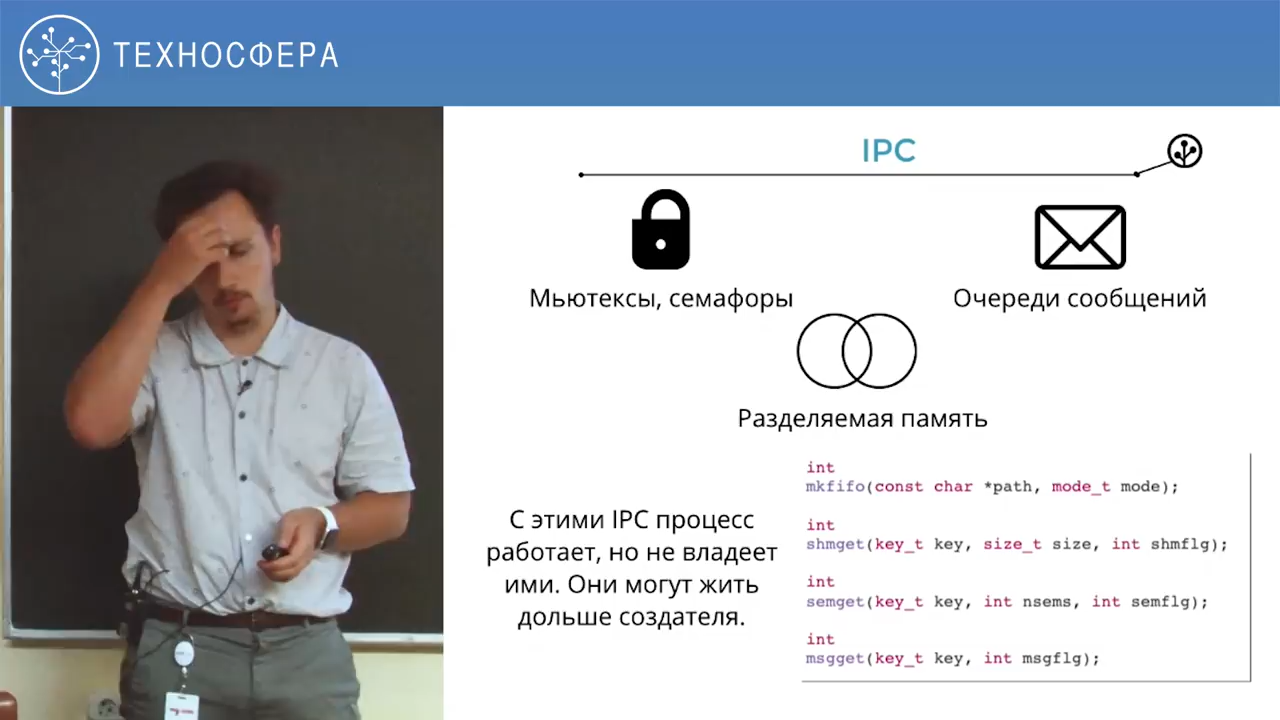 ТЕХНОСФЕРА
IPC
Мьютексы, семафоры
Очереди сообщений
Разделяемая память
С этими IPC процесс
работает, но не владеет
ими. Они могут жить
дольше создателя.
int
mkfifo(const char *path, mode_t mode);
int
shmget(key_t key, size_t size, int shmflg);
int
semget(key_t key, int nsems, int semflg);
int
msgget(key_t key, int msgflg);